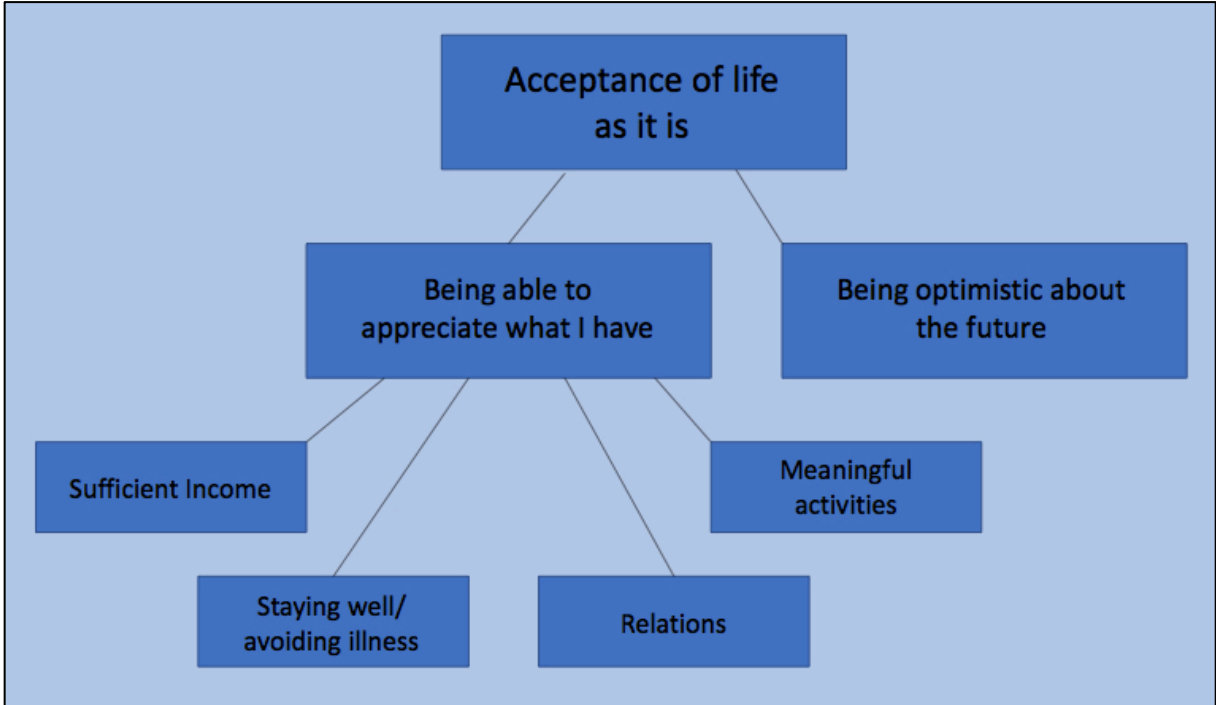 Acceptance of life
as it is
Being able to
appreciate what I have
Being optimistic about
the future
Sufficient Income
Meaningful
activities
Staying well/
avoiding illness
Relations